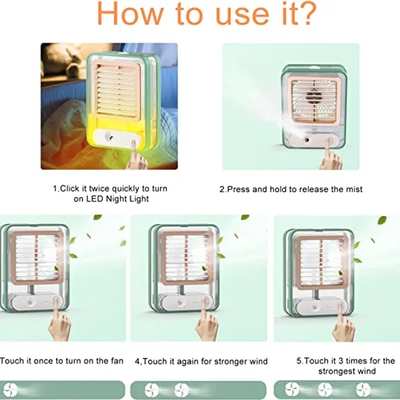 How to use it?
1.Click it twice quickly to turn
on LED Night Light
2.Press and hold to release the mist
Touch it once to turn on the fan
4,Touch it again for stronger wind
5.Touch it 3 times for the
strongest wind